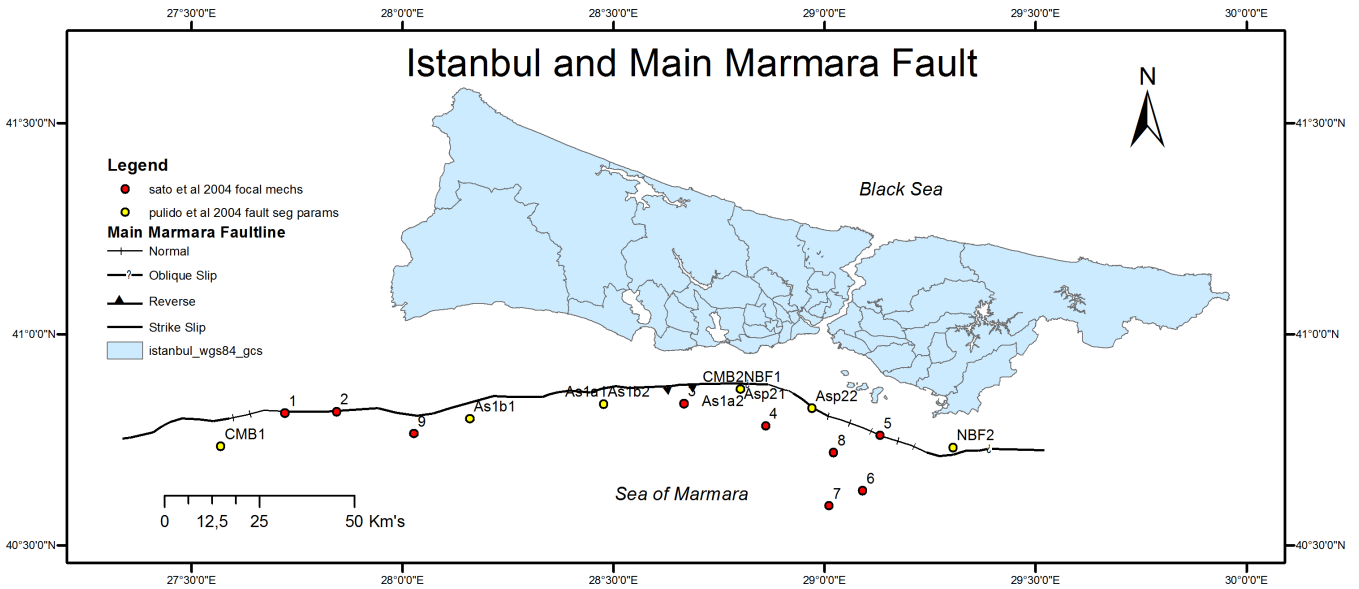 27°30'0"E 28°0'0"E 28°30'0"E 29°0'0"E 29°30'0"E 30°0'0"E
Istanbul and Main Marmara Fault
N
41°30'0"N 41°30'0"N
Legend
sato et al 2004 focal mechs
pulido et al 2004 fault seg params
Main Marmara Faultline
Normal
? Oblique Slip
Reverse
Strike Slip
istanbul_wgs84_gcs
Black Sea
41°0'0"N 41°0'0"N
CMB2NBF1
As1a1As1b2 3 Asp21
1 2 As1b1 As1a2 Asp22
4
9 5
CMB1 8 NBF2
?
6
7
Sea of Marmara
0 12,5 25 50 Km's
40°30'0"N 40°30'0"N
27°30'0"E 28°0'0"E 28°30'0"E 29°0'0"E 29°30'0"E 30°0'0"E